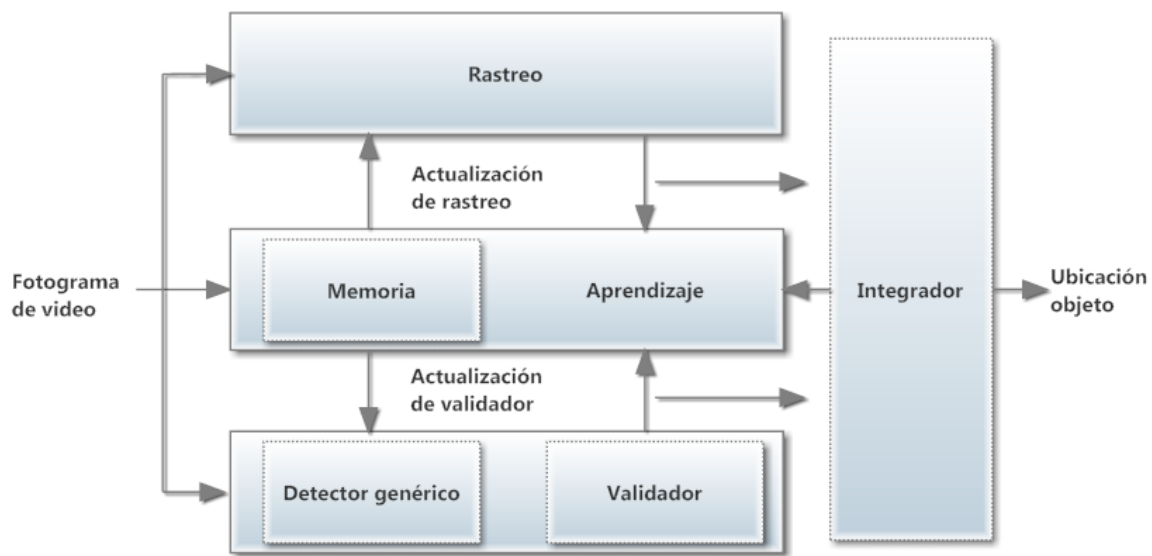 Rastreo
Actualización
de rastreo
Fotograma
de video
Memoria
Aprendizaje
Integrador
Ubicación
objeto
Actualización
de validador
Detector genérico
Validador